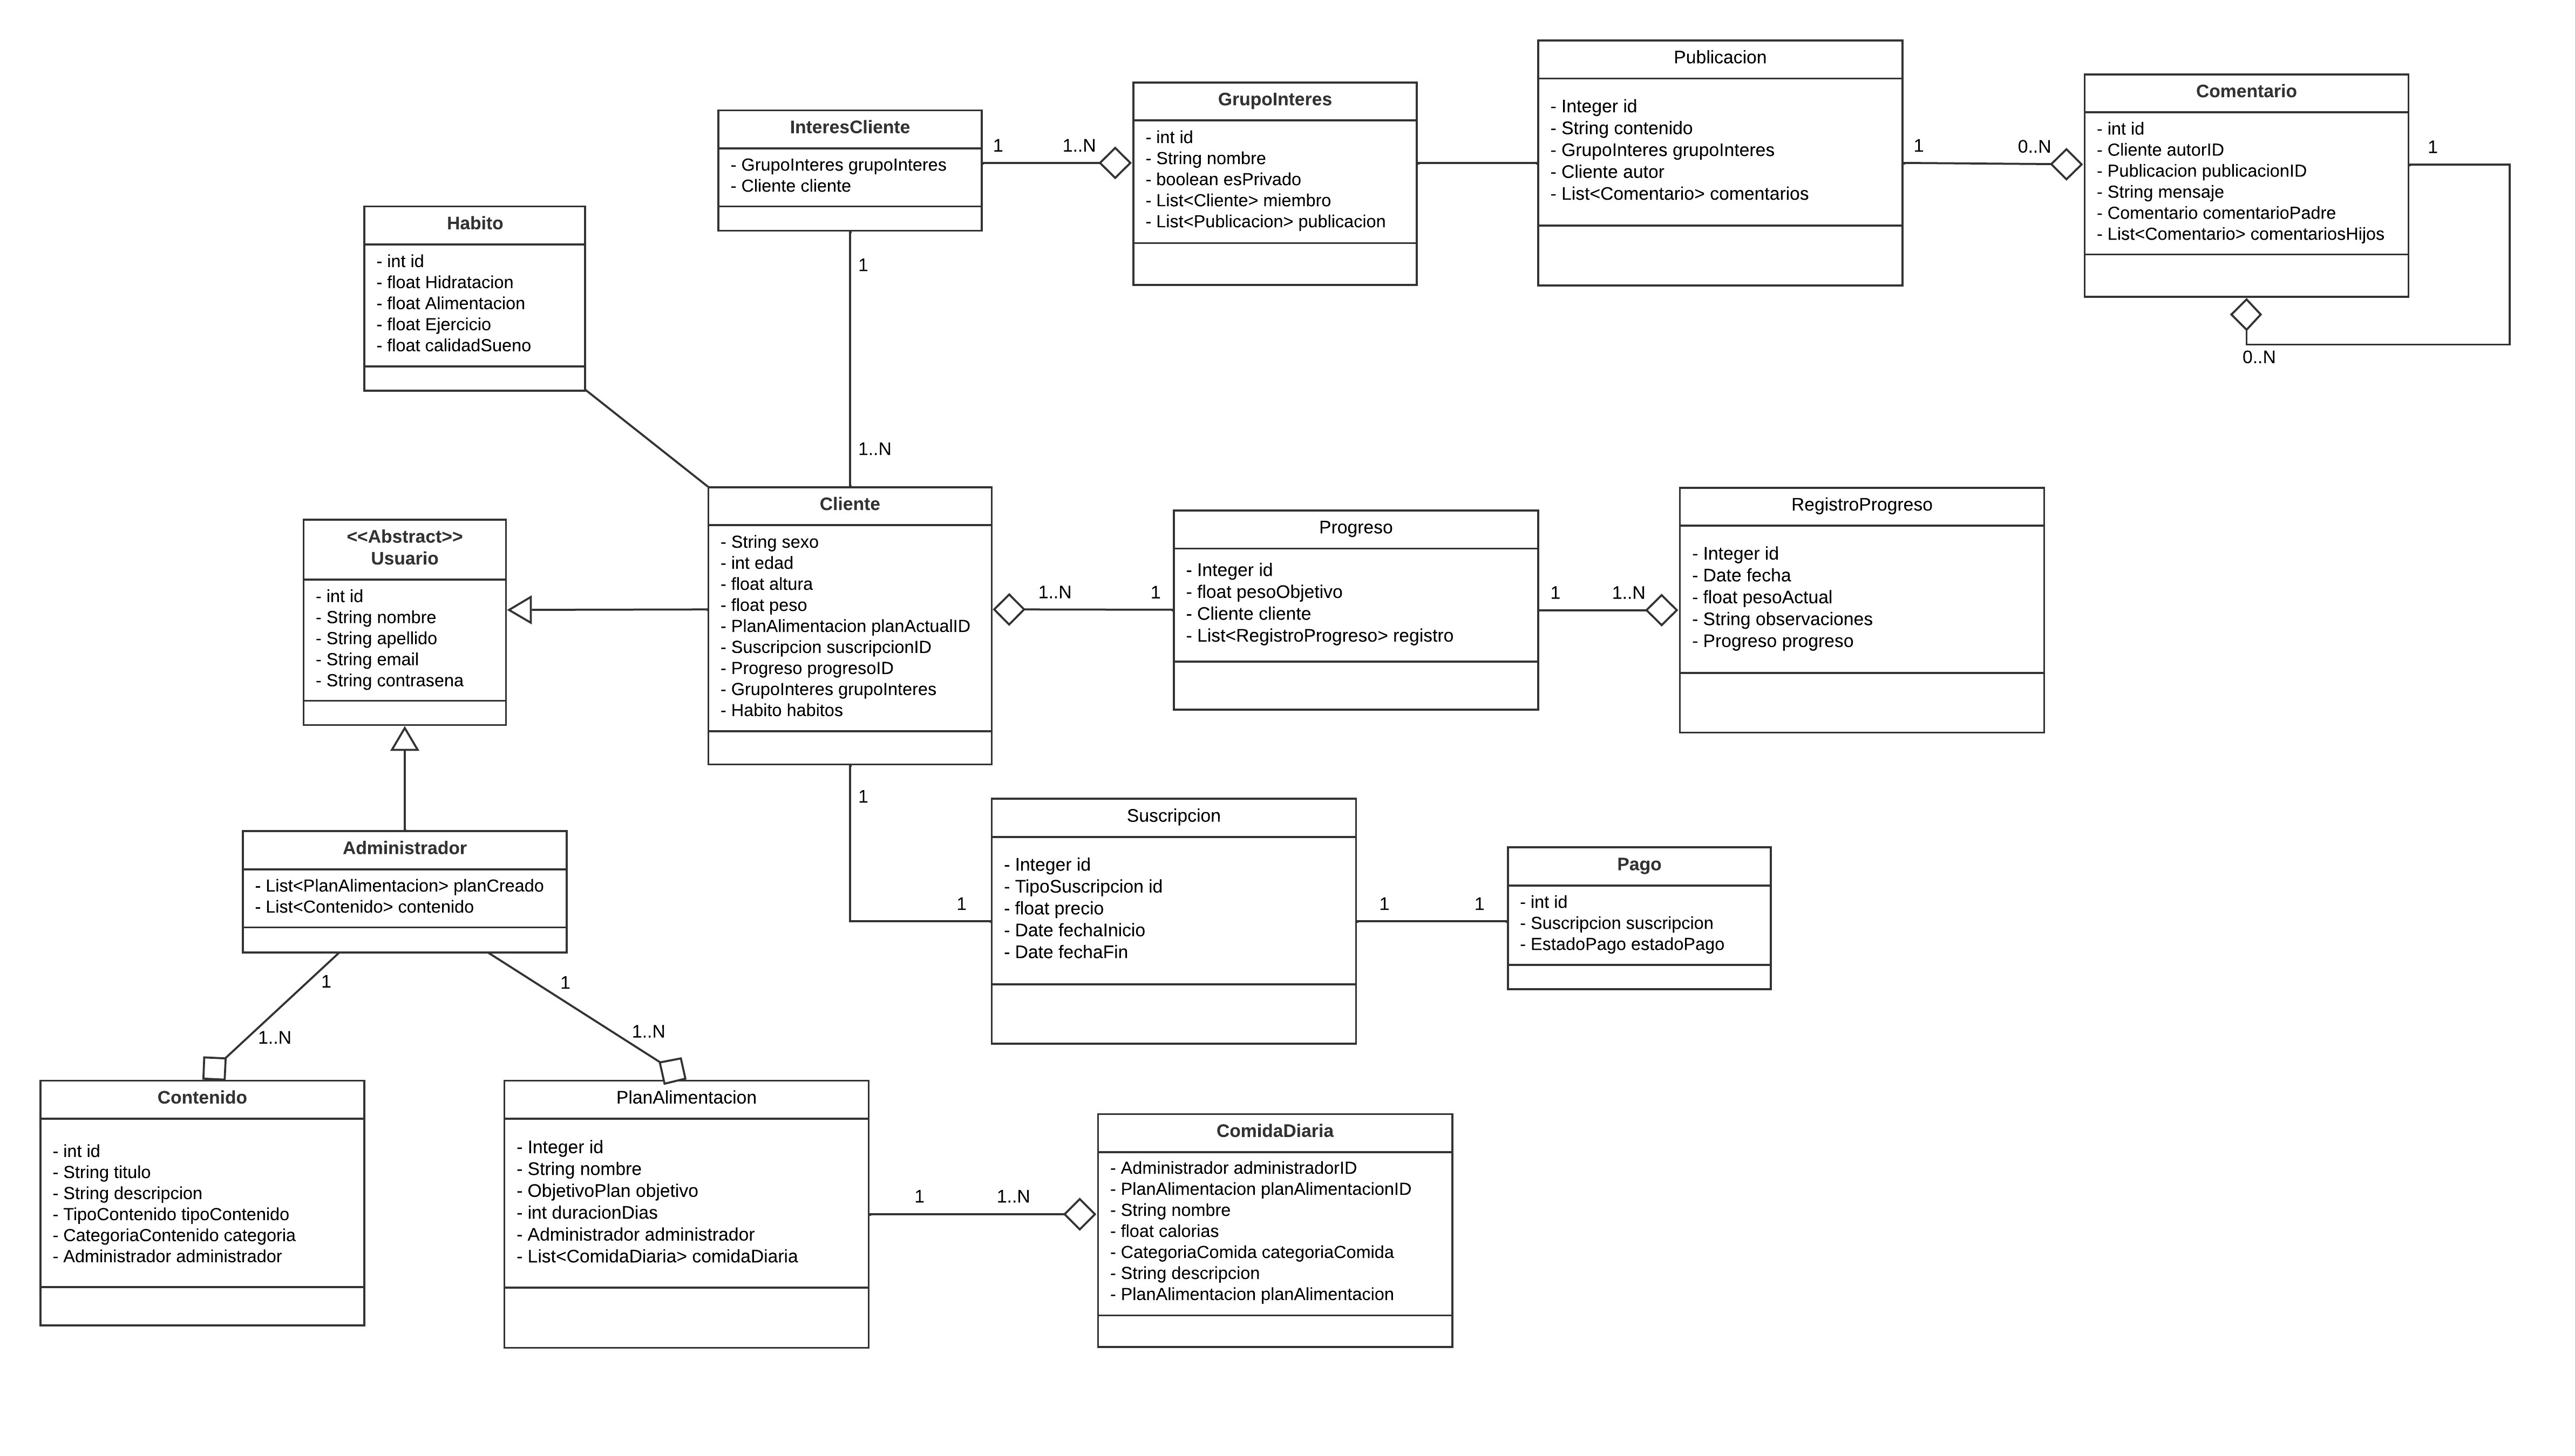 Publicacion
- Integer id
- String contenido
- GrupoInteres grupoInteres
- Cliente autor
- List<Comentario> comentarios
Comentario
- int id
- Cliente autorID
- Publicacion publicacionID
- String mensaje
- Comentario comentarioPadre
- List<Comentario> comentariosHijos
GrupoInteres
- int id
- String nombre
- boolean esPrivado
- List<Cliente> miembro
- List<Publicacion> publicacion
InteresCliente
- GrupoInteres grupoInteres
- Cliente cliente
1
1..N
1
0..N
1
0..N
Habito
- int id
- float Hidratacion
- float Alimentacion
- float Ejercicio
- float calidadSueno
1
1..N
Cliente
- String sexo
- int edad
- float altura
- float peso
- PlanAlimentacion planActualID
- Suscripcion suscripcionID
- Progreso progresoID
- GrupoInteres grupoInteres
- Habito habitos
1..N
1
Progreso
- Integer id
- float pesoObjetivo
- Cliente cliente
- List<RegistroProgreso> registro
1
1..N
RegistroProgreso
- Integer id
- Date fecha
- float pesoActual
- String observaciones
- Progreso progreso
<<Abstract>>
Usuario
- int id
- String nombre
- String apellido
- String email
- String contrasena
1
1
Suscripcion
- Integer id
- TipoSuscripcion id
- float precio
- Date fechaInicio
- Date fechaFin
1
1
Pago
- int id
- Suscripcion suscripcion
- EstadoPago estadoPago
Administrador
- List<PlanAlimentacion> planCreado
- List<Contenido> contenido
1
1..N
1
1..N
Contenido
- int id
- String titulo
- String descripcion
- TipoContenido tipoContenido
- CategoriaContenido categoria
- Administrador administrador
PlanAlimentacion
- Integer id
- String nombre
- ObjetivoPlan objetivo
- int duracionDias
- Administrador administrador
- List<ComidaDiaria> comidaDiaria
1
1..N
ComidaDiaria
- Administrador administradorID
- PlanAlimentacion planAlimentacionID
- String nombre
- float calorias
- CategoriaComida categoriaComida
- String descripcion
- PlanAlimentacion planAlimentacion